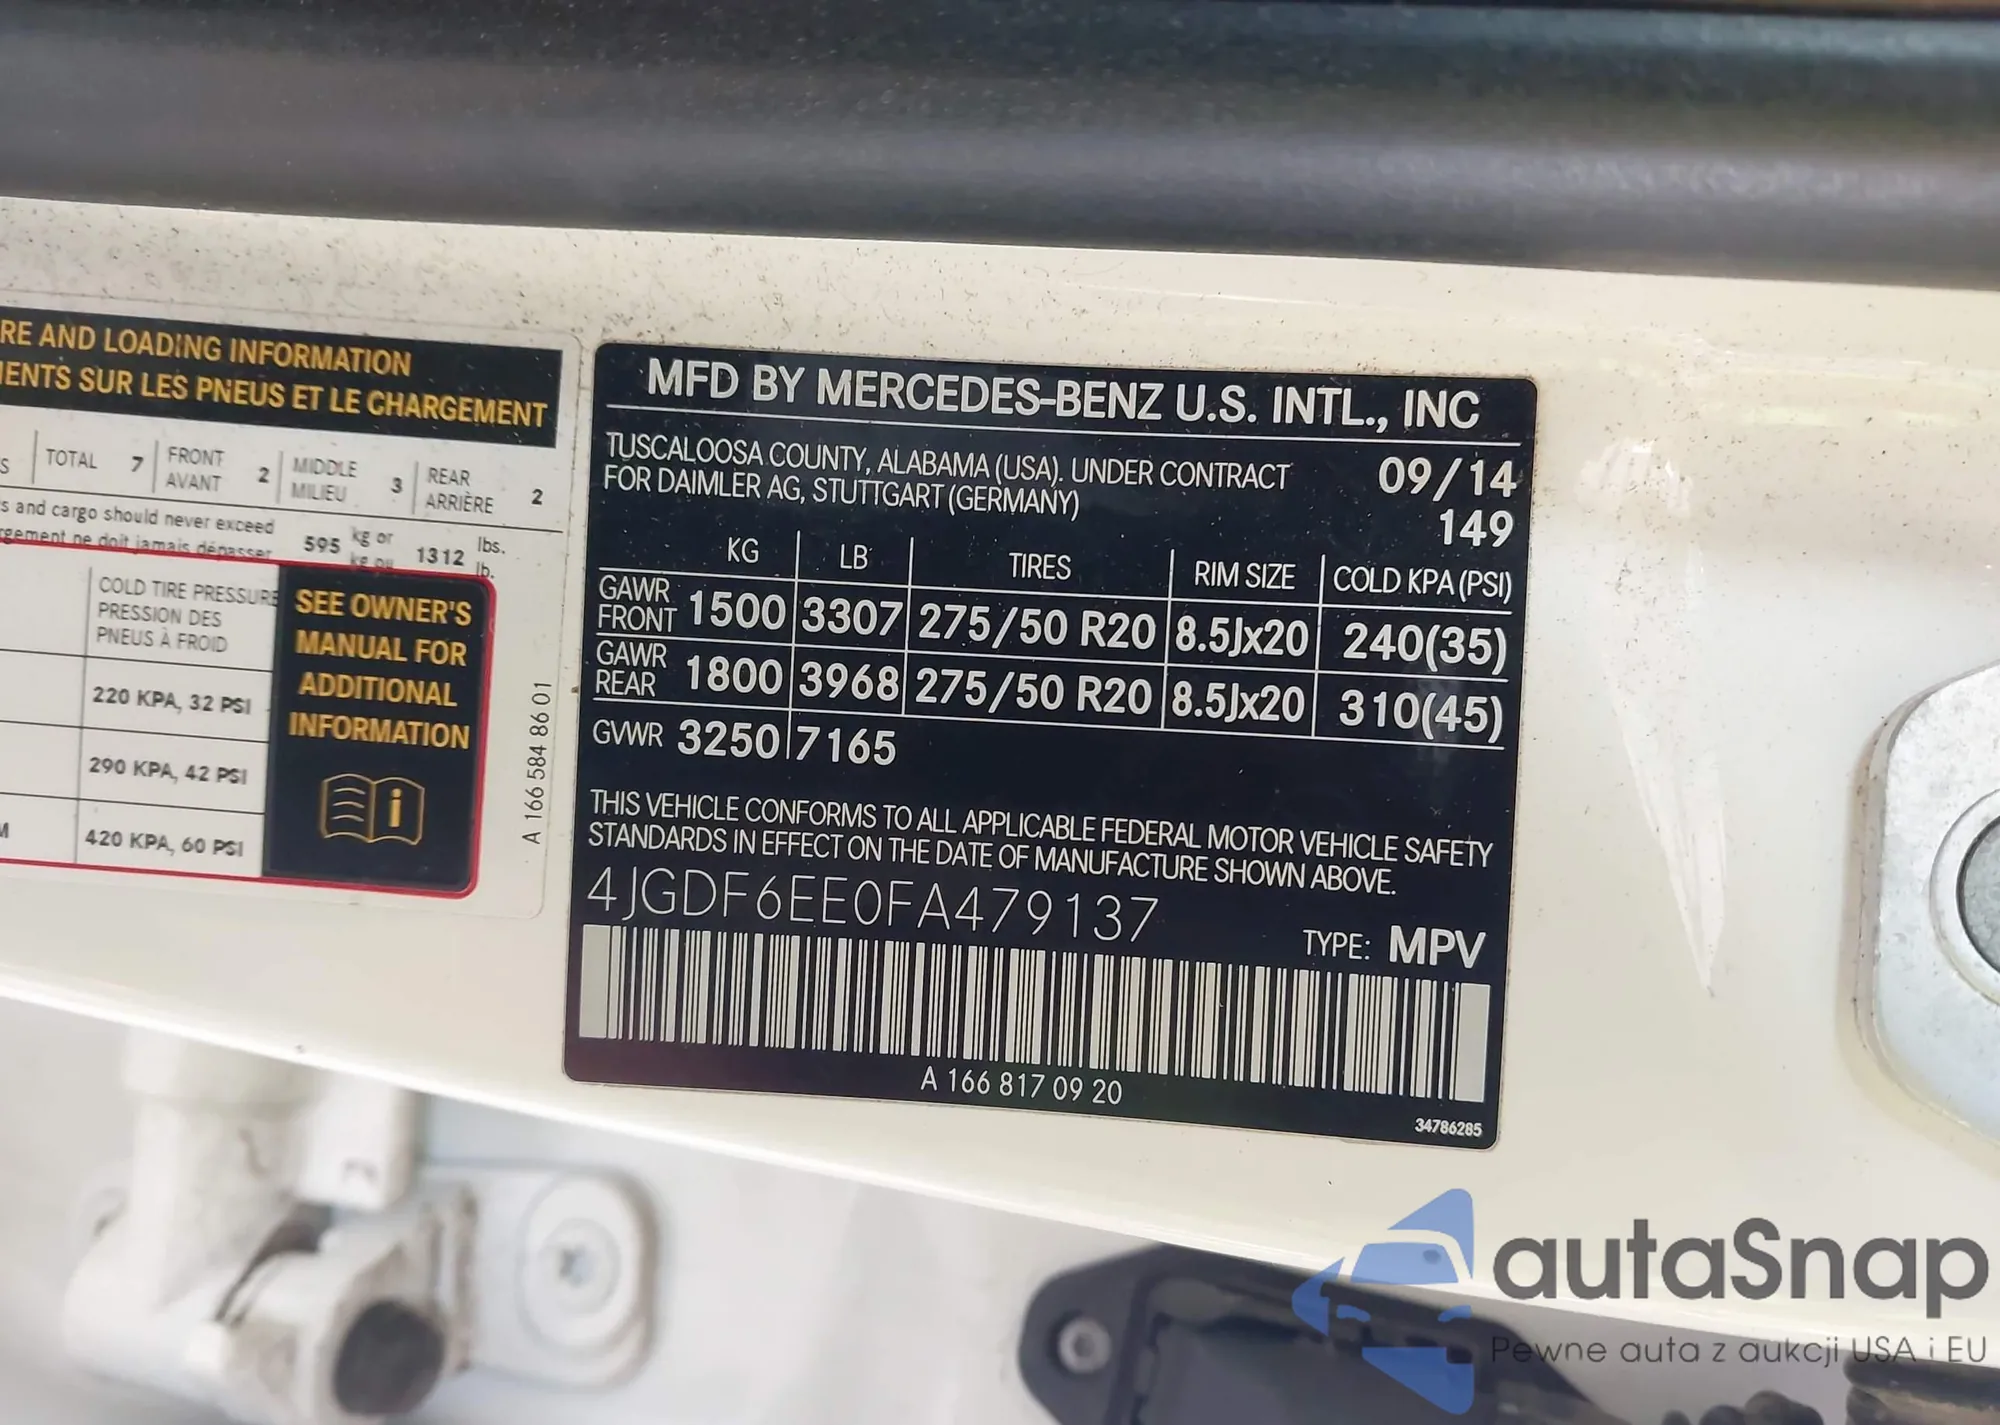 RE AND LOADING INFORMATION
ENTS SUR LES PNEUS ET LE CHARGEMENT
TOTAL 7 FRONT AVANT 2 MIDDLE MILIEU 3 REAR ARRIÈRE 2
and cargo should never exceed
ne doit jamais dépasser 595 kg or 1312 lbs.
lb.
COLD TIRE PRESSURE
PRESSION DES
PNEUS À FROID
220 KPA, 32 PSI
290 KPA, 42 PSI
420 KPA, 60 PSI
SEE OWNER'S
MANUAL FOR
ADDITIONAL
INFORMATION
A 166 584 86 01
MFD BY MERCEDES-BENZ U.S. INTL., INC
TUSCALOOSA COUNTY, ALABAMA (USA). UNDER CONTRACT
FOR DAIMLER AG, STUTTGART (GERMANY)
09/14
149
KG LB TIRES RIM SIZE COLD KPA (PSI)
GAWR FRONT 1500 3307 275/50 R20 8.5Jx20 240(35)
GAWR REAR 1800 3968 275/50 R20 8.5Jx20 310(45)
GVWR 3250 7165
THIS VEHICLE CONFORMS TO ALL APPLICABLE FEDERAL MOTOR VEHICLE SAFETY
STANDARDS IN EFFECT ON THE DATE OF MANUFACTURE SHOWN ABOVE.
4JGDF6EE0FA479137
TYPE: MPV
A 166 817 09 20
34786285
autaSnap
Pewne auta z aukcji USA i EU